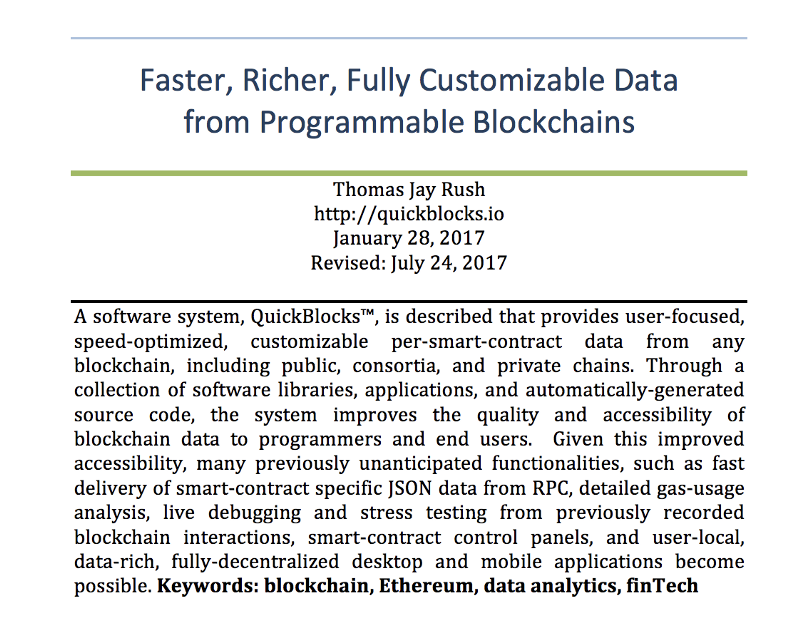 Faster, Richer, Fully Customizable Data
from Programmable Blockchains
Thomas Jay Rush
http://quickblocks.io
January 28, 2017
Revised: July 24, 2017
A software system, QuickBlocks™, is described that provides user-focused,
speed-optimized, customizable per-smart-contract data from any
blockchain, including public, consortia, and private chains. Through a
collection of software libraries, applications, and automatically-generated
source code, the system improves the quality and accessibility of
blockchain data to programmers and end users. Given this improved
accessibility, many previously unanticipated functionalities, such as fast
delivery of smart-contract specific JSON data from RPC, detailed gas-usage
analysis, live debugging and stress testing from previously recorded
blockchain interactions, smart-contract control panels, and user-local,
data-rich, fully-decentralized desktop and mobile applications become
possible. Keywords: blockchain, Ethereum, data analytics, finTech